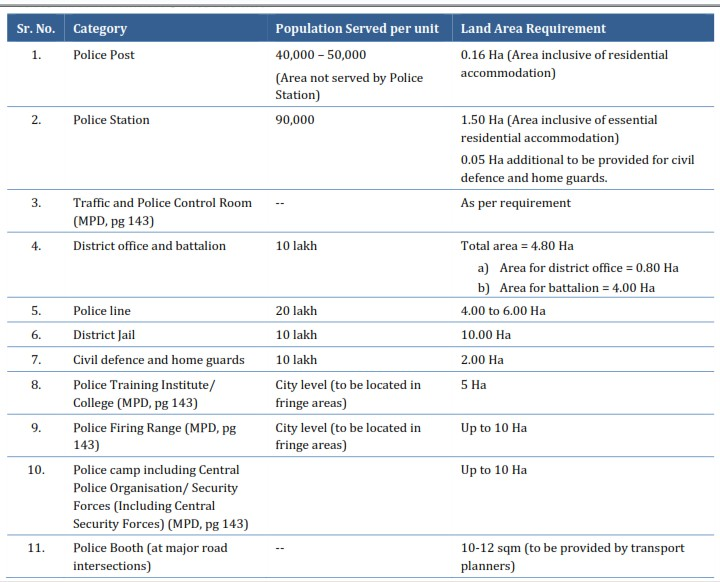 Sr. No. Category Population Served per unit Land Area Requirement
1. Police Post 40,000 – 50,000 0.16 Ha (Area inclusive of residential
(Area not served by Police accommodation)
Station)
2. Police Station 90,000 1.50 Ha (Area inclusive of essential
residential accommodation)
0.05 Ha additional to be provided for civil
defence and home guards.
3. Traffic and Police Control Room -- As per requirement
(MPD, pg 143)
4. District office and battalion 10 lakh Total area = 4.80 Ha
a) Area for district office = 0.80 Ha
b) Area for battalion = 4.00 Ha
5. Police line 20 lakh 4.00 to 6.00 Ha
6. District Jail 10 lakh 10.00 Ha
7. Civil defence and home guards 10 lakh 2.00 Ha
8. Police Training Institute/ City level (to be located in 5 Ha
College (MPD, pg 143) fringe areas)
9. Police Firing Range (MPD, pg City level (to be located in Up to 10 Ha
143) fringe areas)
10. Police camp including Central Up to 10 Ha
Police Organisation/ Security
Forces (Including Central
Security Forces) (MPD, pg 143)
11. Police Booth (at major road -- 10-12 sqm (to be provided by transport
intersections) planners)